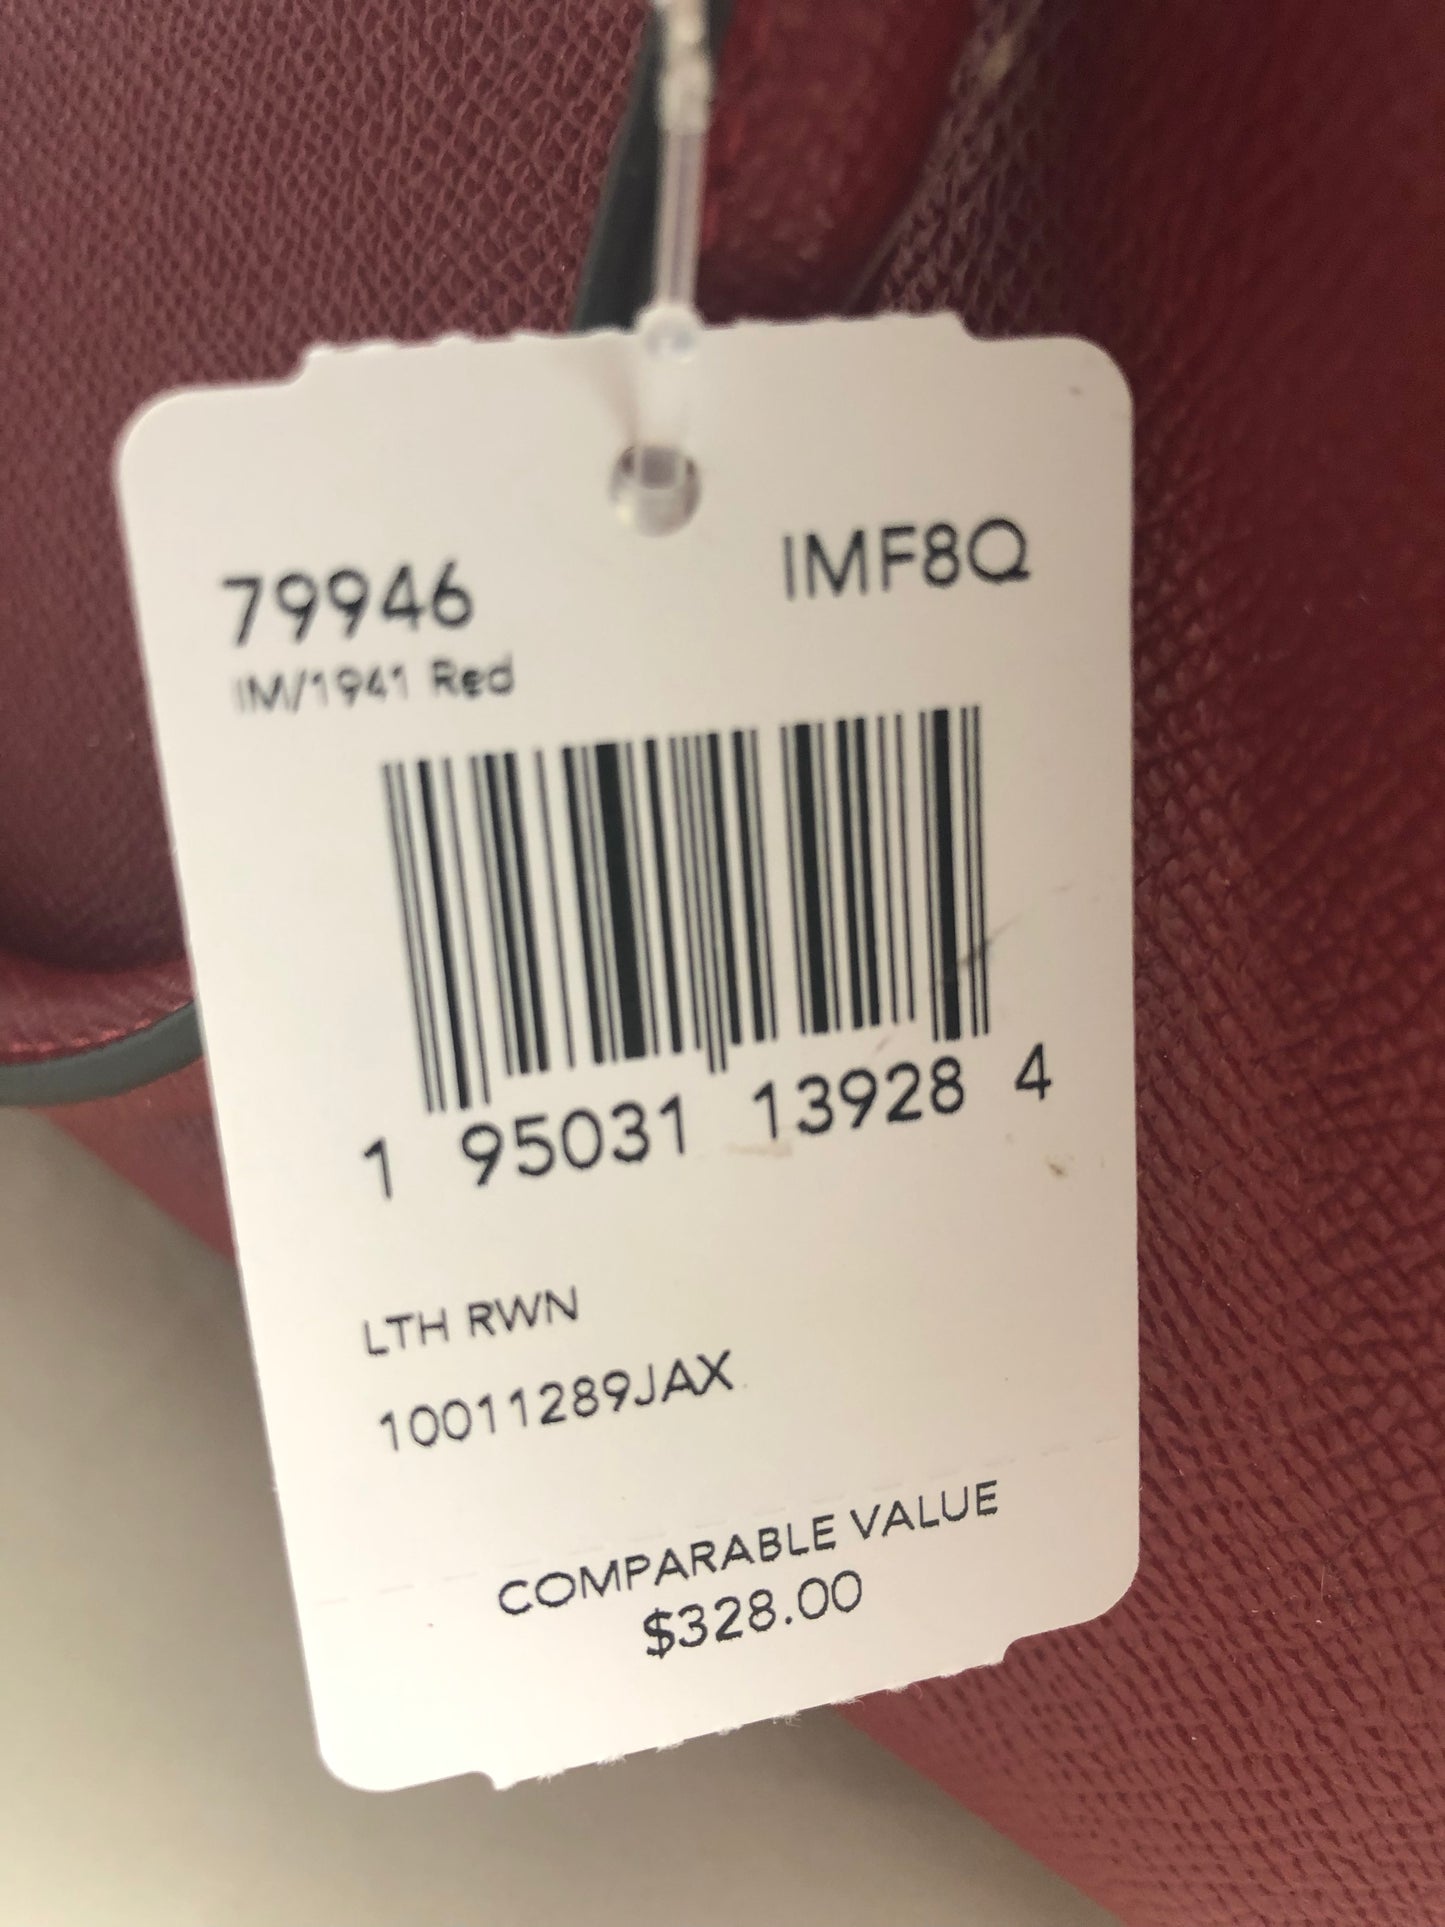 79946 IMF8Q
IM/1941 Red
1 95031 13928 4
LTH RWN
10011289JAX
COMPARABLE VALUE
$328.00